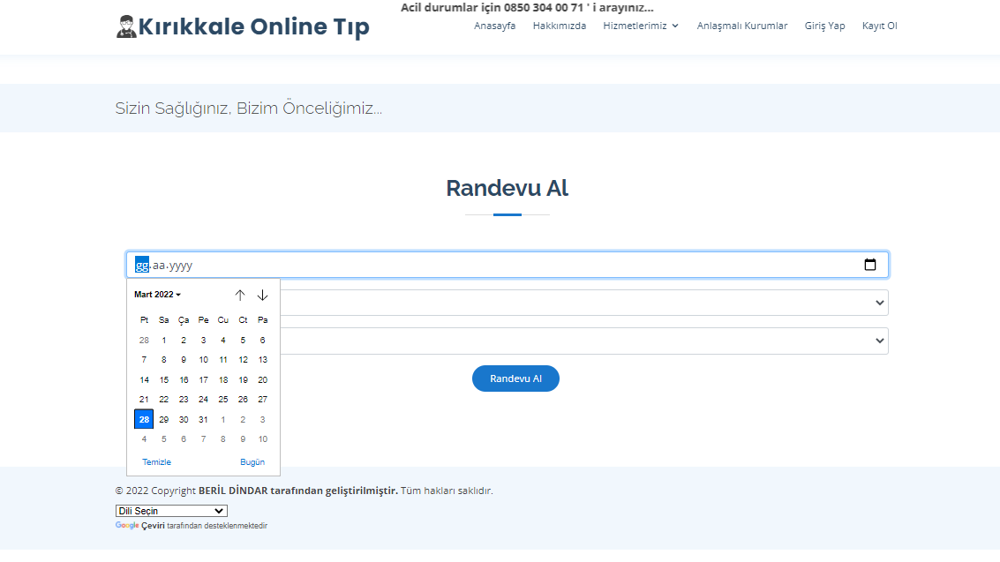 Acil durumlar için 0850 304 00 71 ' i arayınız...
Kırıkkale Online Tıp
Anasayfa Hakkımızda Hizmetlerimiz Anlaşmalı Kurumlar Giriş Yap Kayıt Ol
Sizin Sağlığınız, Bizim Önceliğimiz...
Randevu Al
gg.aa.yyyy
Mart 2022
Pt Sa Ça Pe Cu Ct Pa
28 1 2 3 4 5 6
7 8 9 10 11 12 13
14 15 16 17 18 19 20
21 22 23 24 25 26 27
28 29 30 31 1 2 3
4 5 6 7 8 9 10
Temizle Bugün
Randevu Al
© 2022 Copyright BERİL DİNDAR tarafından geliştirilmiştir. Tüm hakları saklıdır.
Dili Seçin
Google Çeviri tarafından desteklenmektedir